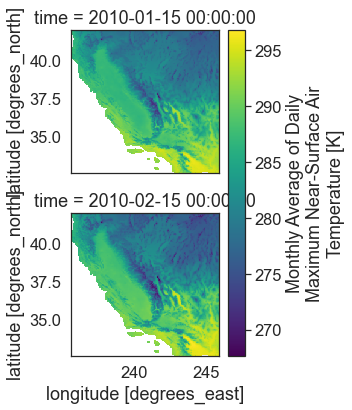 time = 2010-01-15 00:00:00
latitude [degrees_north]
40.0
37.5
35.0
time = 2010-02-15 00:00:00
latitude [degrees_north]
40.0
37.5
35.0
240
245
longitude [degrees_east]
295
290
285
280
275
270
Monthly Average of Daily
Maximum Near-Surface Air
Temperature [K]